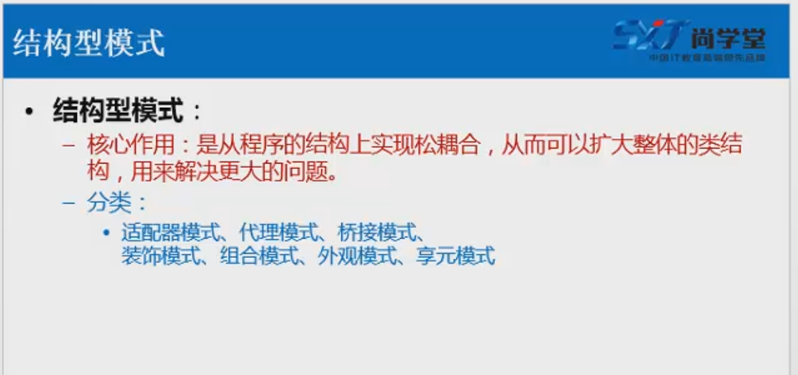 结构型模式
SXT 尚学堂
中国IT教育高端领先品牌
• 结构型模式：
– 核心作用：是从程序的结构上实现松耦合，从而可以扩大整体的类结
构，用来解决更大的问题。
– 分类：
• 适配器模式、代理模式、桥接模式、
装饰模式、组合模式、外观模式、享元模式